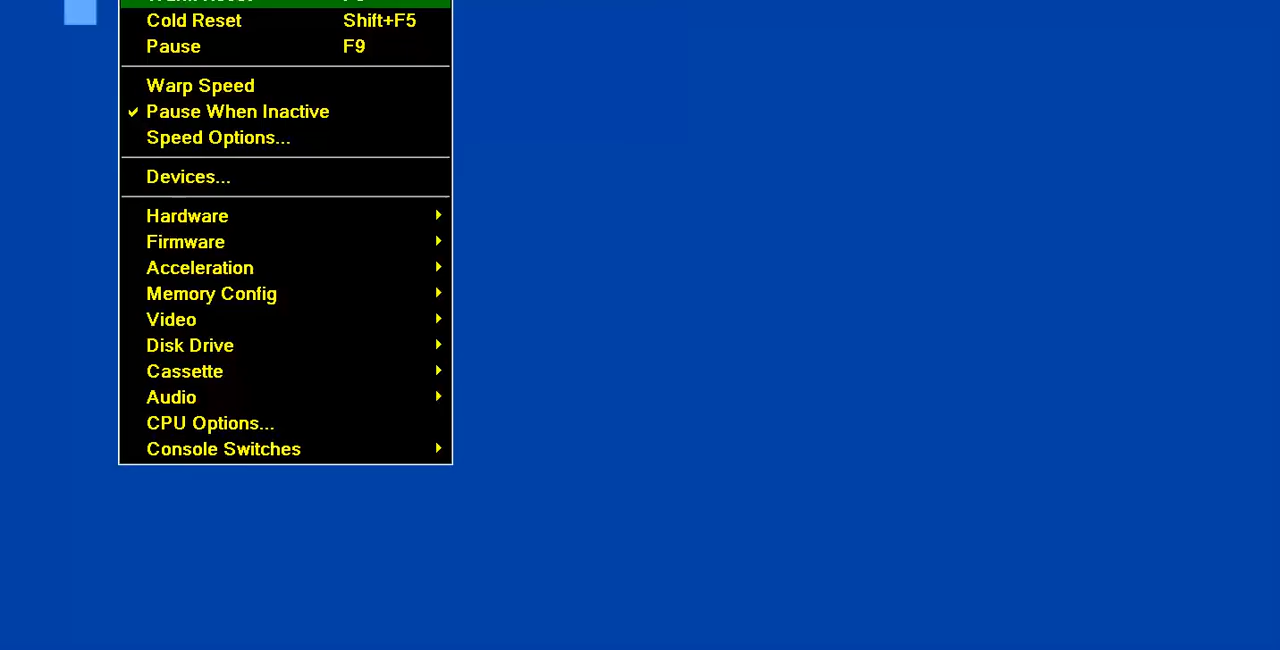 Cold Reset Shift+F5
Pause F9
Warp Speed
Pause When Inactive
Speed Options...
Devices...
Hardware
Firmware
Acceleration
Memory Config
Video
Disk Drive
Cassette
Audio
CPU Options...
Console Switches